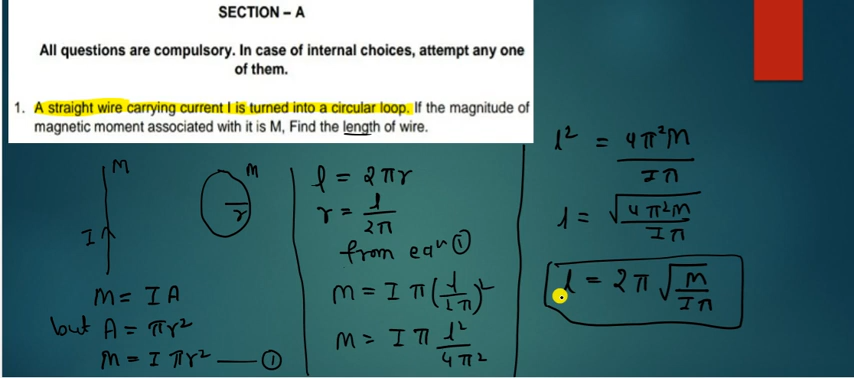 SECTION – A
All questions are compulsory. In case of internal choices, attempt any one
of them.
1. A straight wire carrying current I is turned into a circular loop. If the magnitude of
magnetic moment associated with it is M, Find the length of wire.
M
I
M
r
M = I A
but A = πr²
M = I πr² —— ①
l = 2πr
r = l/2π
from eqn ①
M = I π (l/2π)²
M = I π l²/4π²
l² = 4π²M/Iπ
l = √(4π²M/Iπ)
l = 2π √(M/Iπ)